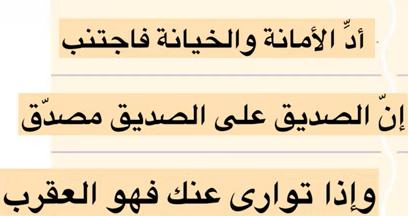 أدِّ الأمانة والخيانة فاجتنب
إنّ الصديق على الصديق مصدّق
وإذا توارى عنك فهو العقرب